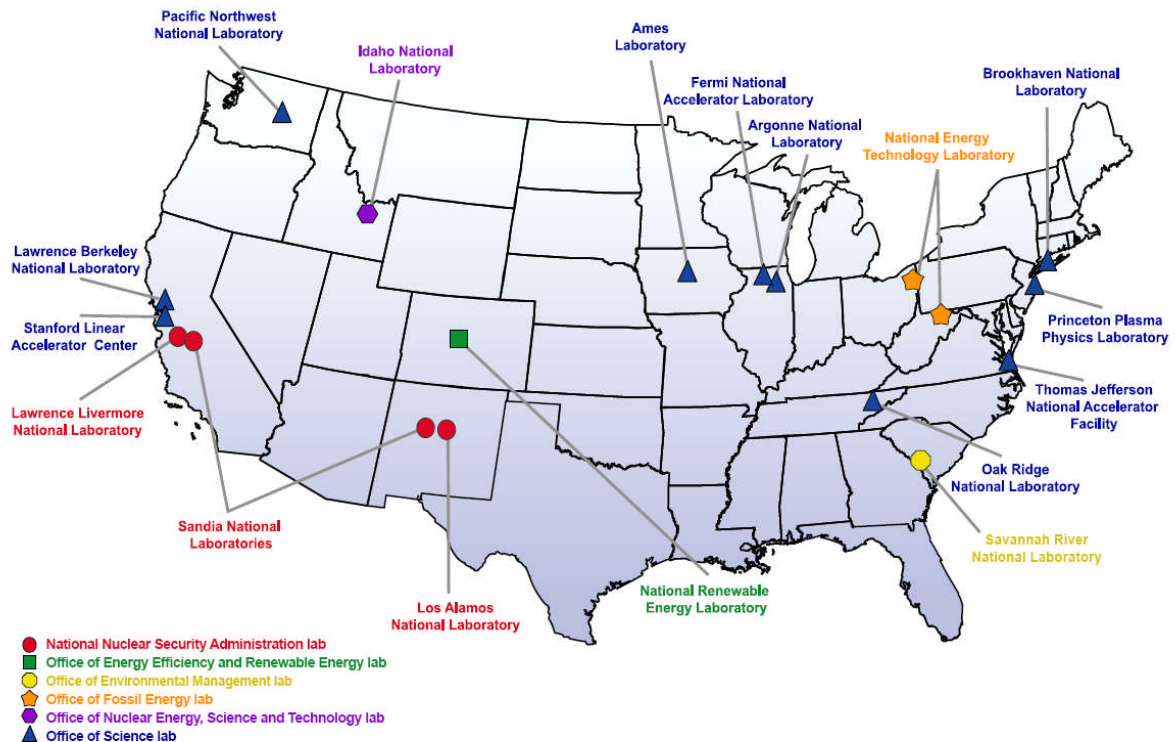 Pacific Northwest
National Laboratory
Idaho National
Laboratory
Ames
Laboratory
Fermi National
Accelerator Laboratory
Argonne National
Laboratory
Brookhaven National
Laboratory
National Energy
Technology Laboratory
Lawrence Berkeley
National Laboratory
Stanford Linear
Accelerator Center
Lawrence Livermore
National Laboratory
Sandia National
Laboratories
Los Alamos
National Laboratory
National Renewable
Energy Laboratory
Princeton Plasma
Physics Laboratory
Thomas Jefferson
National Accelerator
Facility
Oak Ridge
National Laboratory
Savannah River
National Laboratory
National Nuclear Security Administration lab
Office of Energy Efficiency and Renewable Energy lab
Office of Environmental Management lab
Office of Fossil Energy lab
Office of Nuclear Energy, Science and Technology lab
Office of Science lab